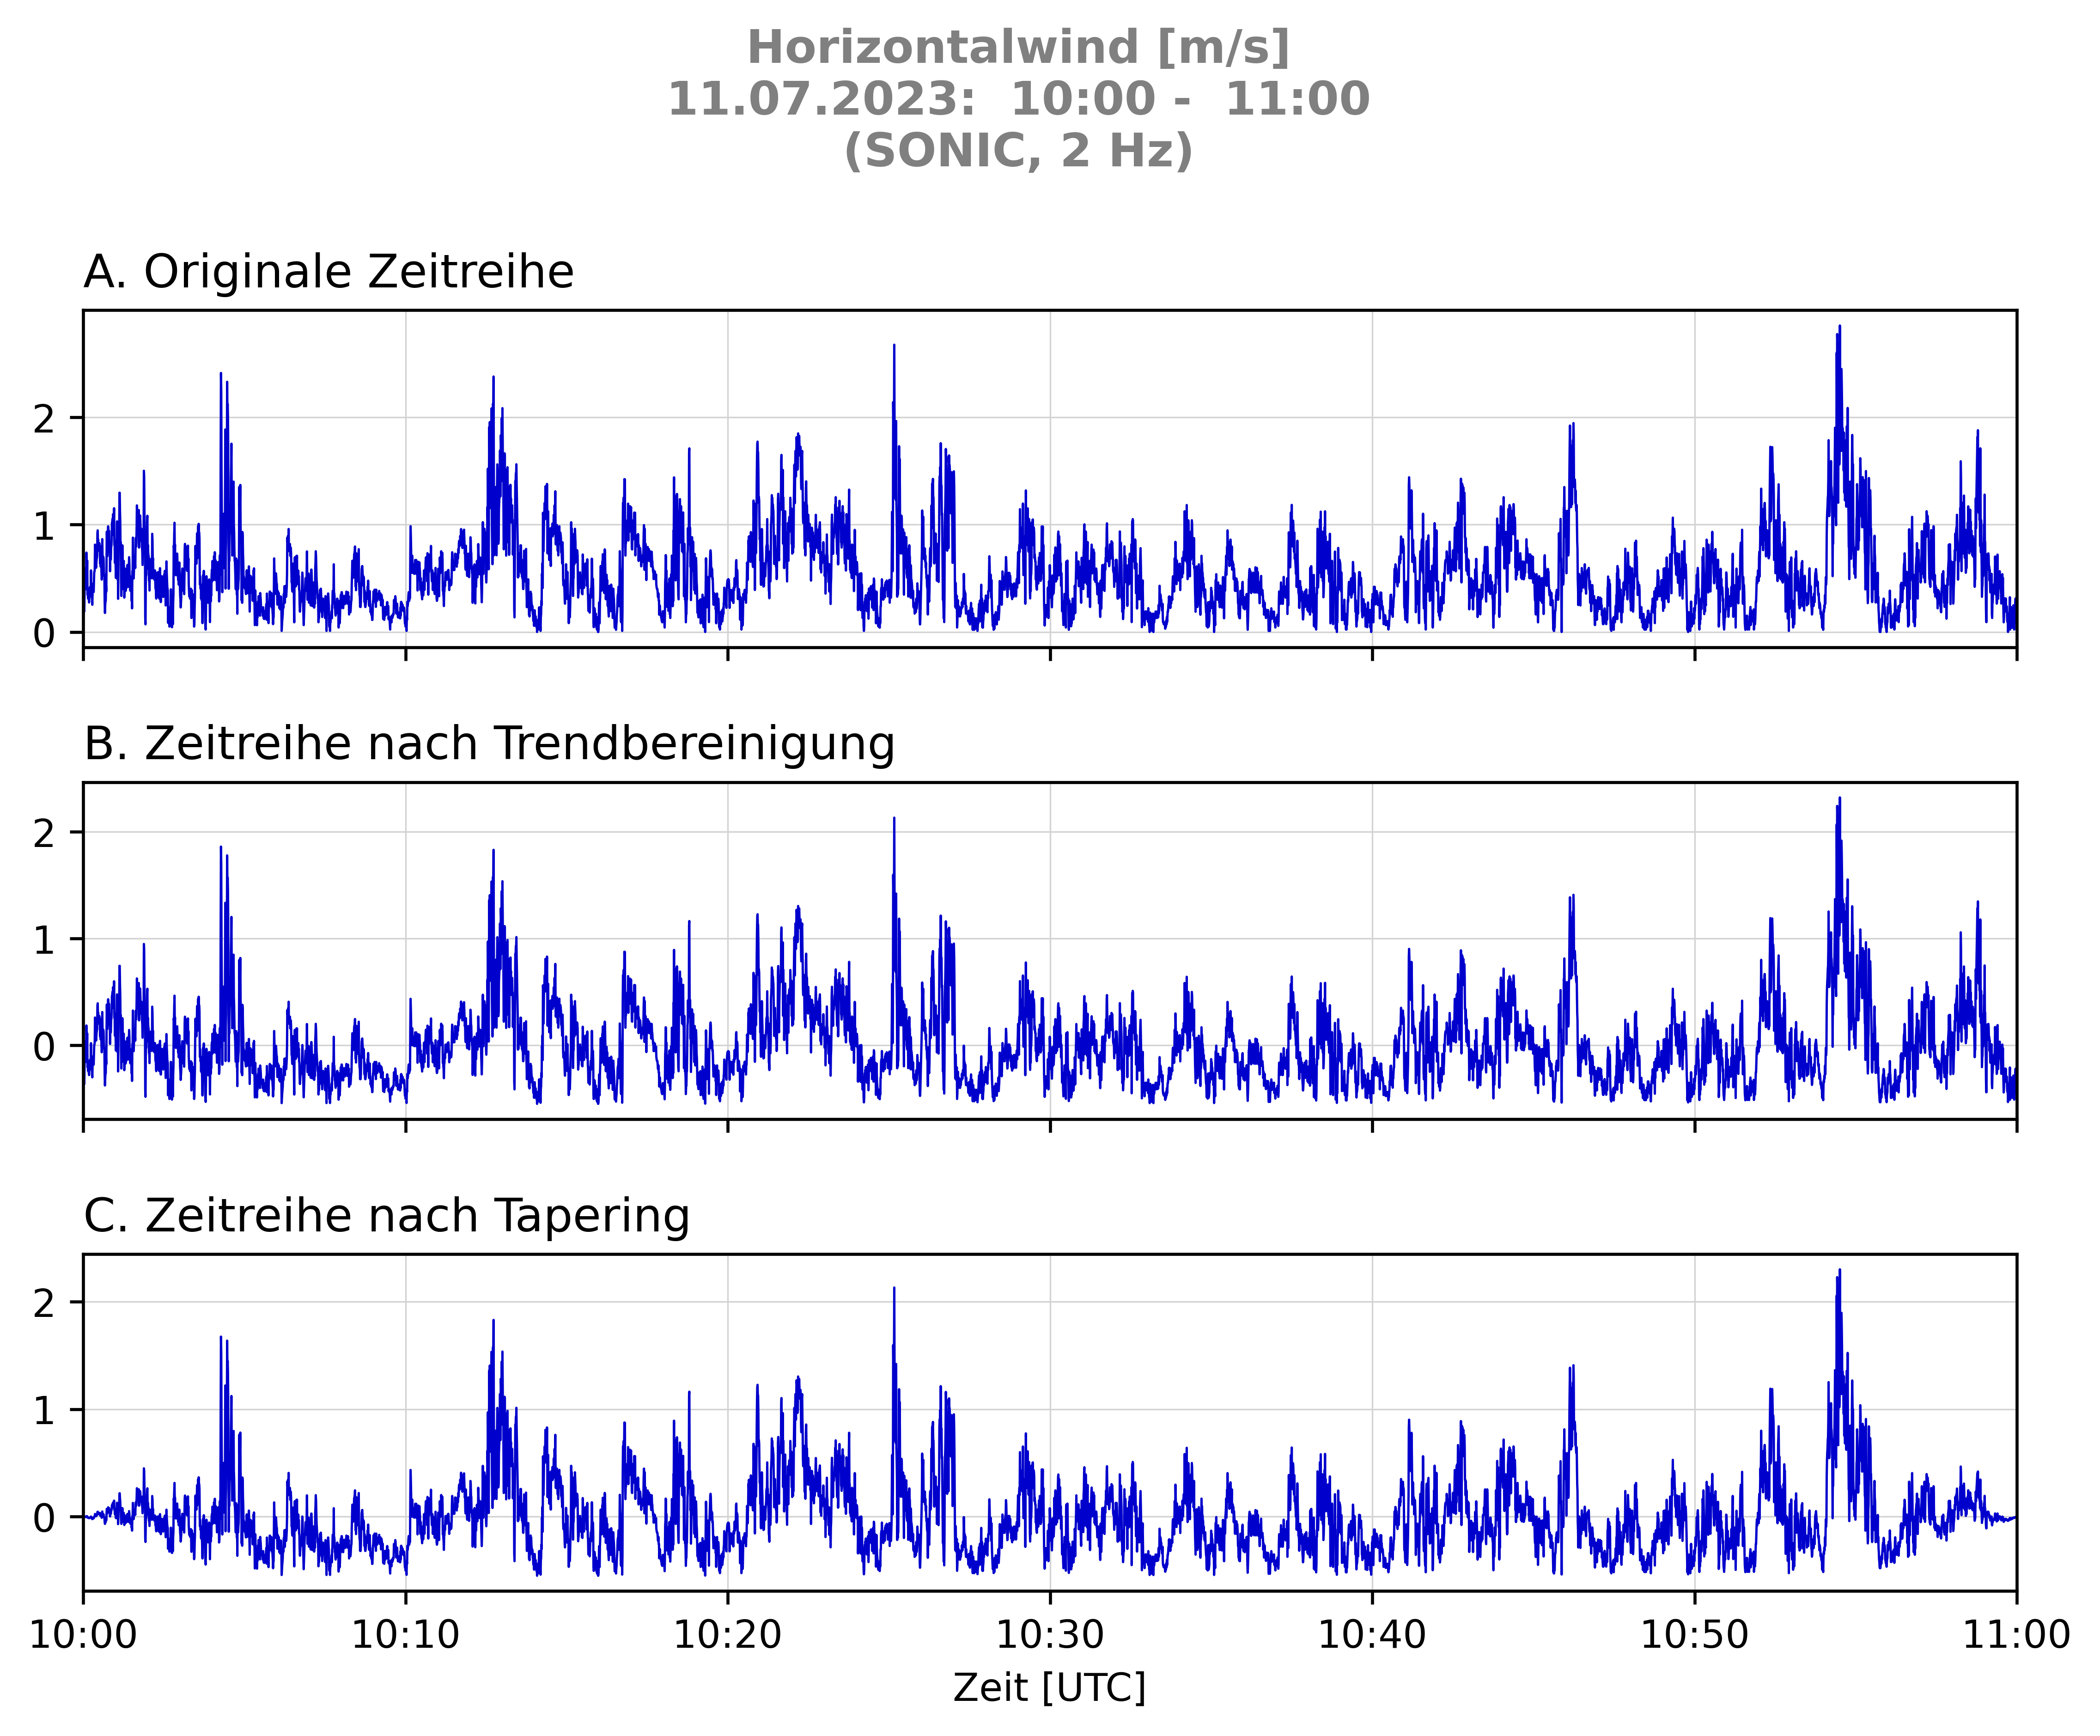 Horizontalwind [m/s]
11.07.2023:  10:00 -  11:00
(SONIC, 2 Hz)
A. Originale Zeitreihe
2
1
0
B. Zeitreihe nach Trendbereinigung
2
1
0
C. Zeitreihe nach Tapering
2
1
0
10:00 10:10 10:20 10:30 10:40 10:50 11:00
Zeit [UTC]